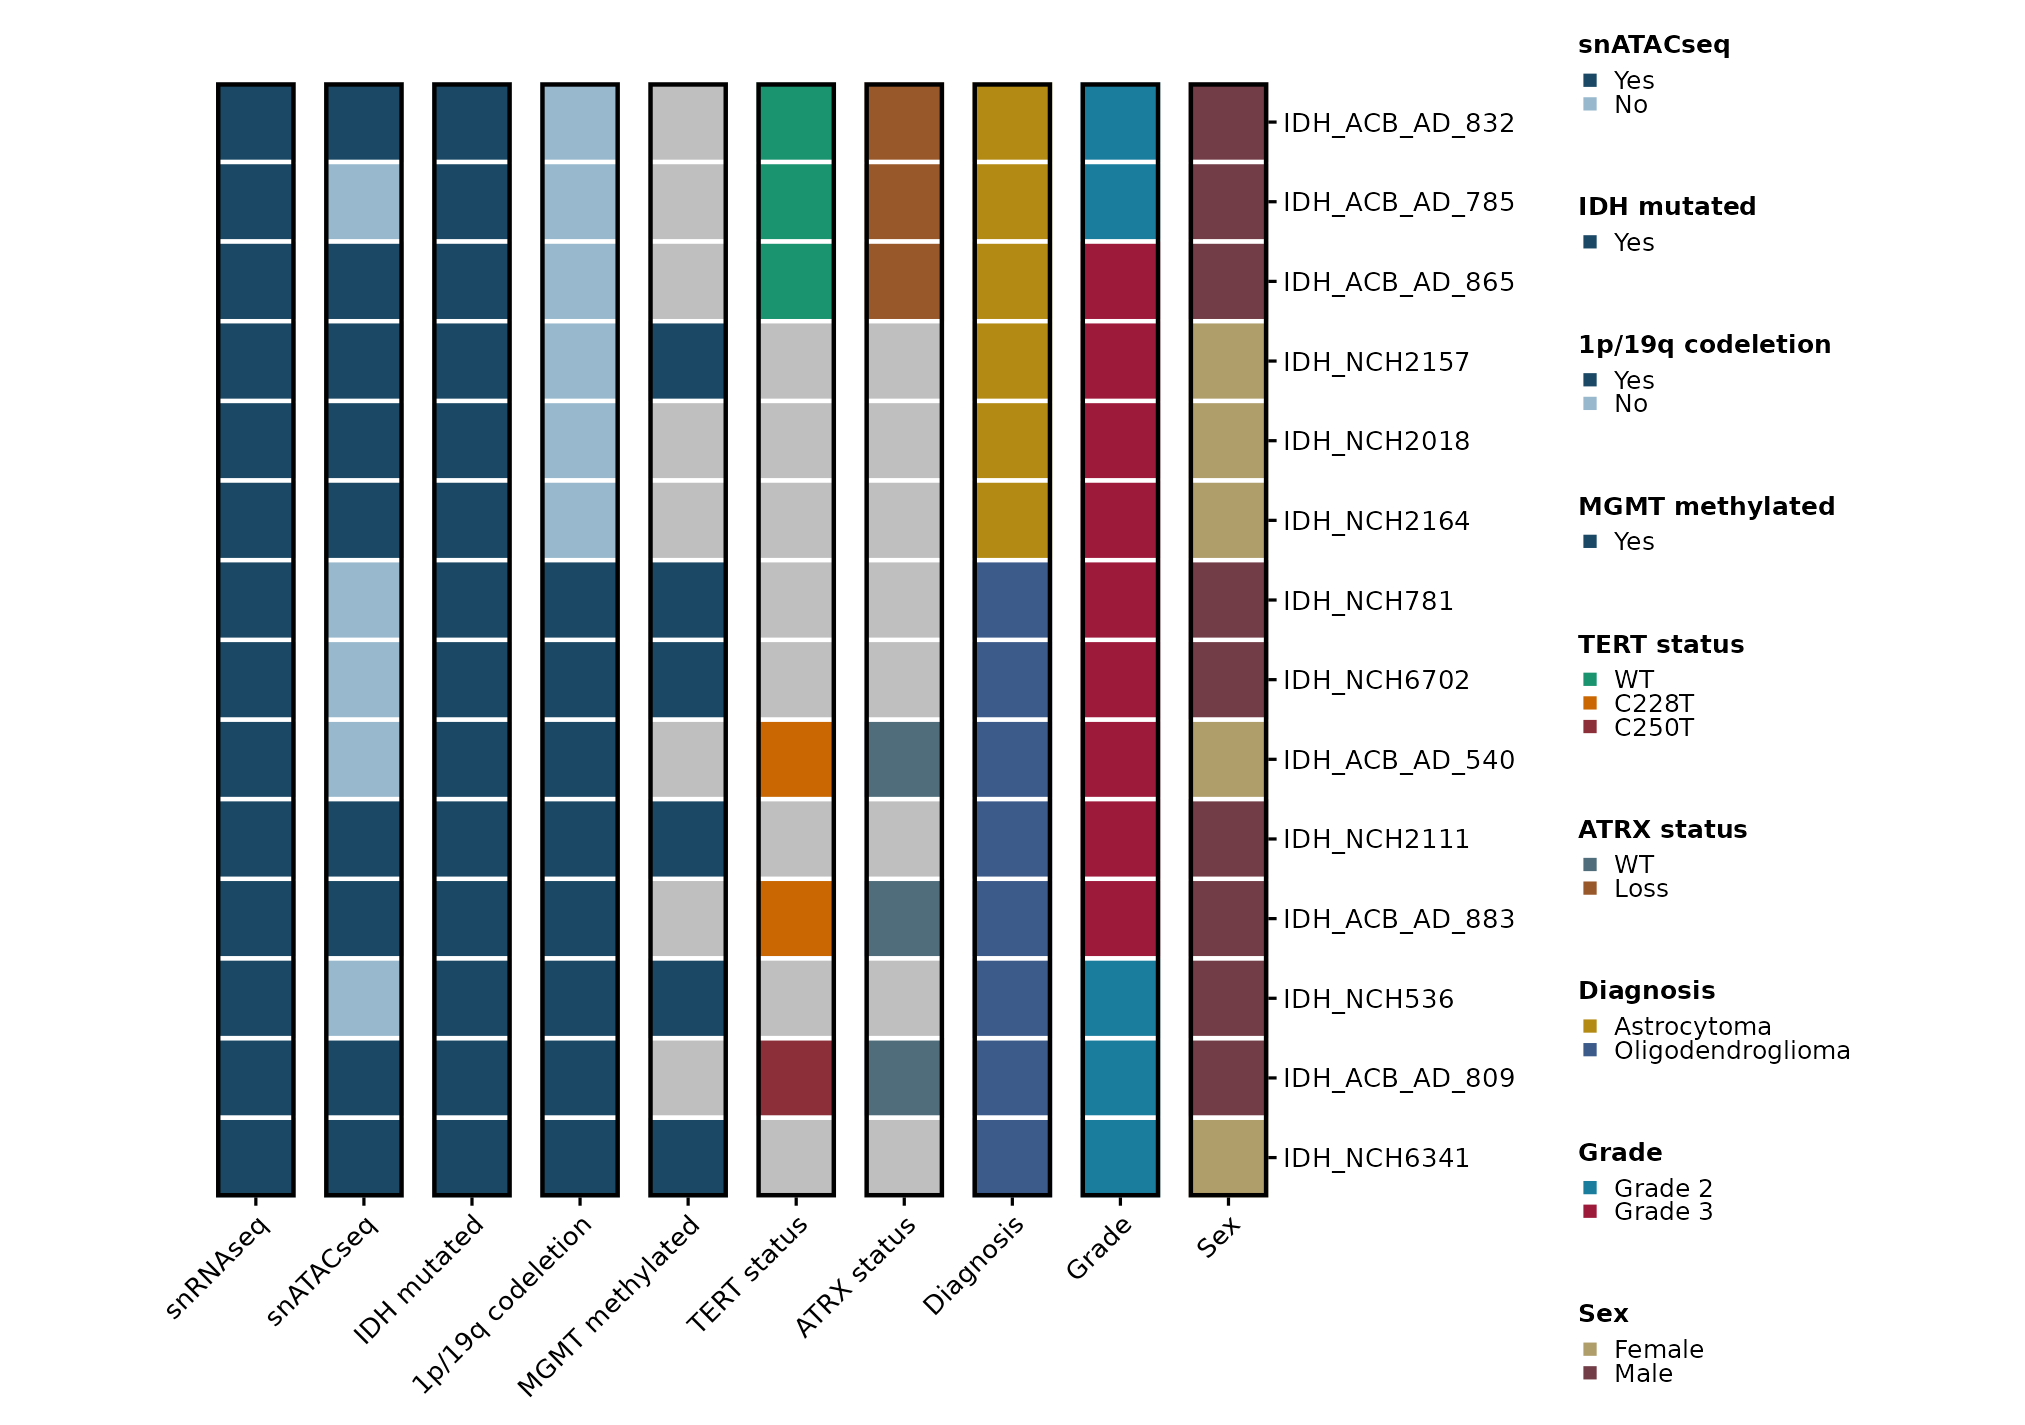 IDH_ACB_AD_832
IDH_ACB_AD_785
IDH_ACB_AD_865
IDH_NCH2157
IDH_NCH2018
IDH_NCH2164
IDH_NCH781
IDH_NCH6702
IDH_ACB_AD_540
IDH_NCH2111
IDH_ACB_AD_883
IDH_NCH536
IDH_ACB_AD_809
IDH_NCH6341
snRNAseq
snATACseq
IDH mutated
1p/19q codeletion
MGMT methylated
TERT status
ATRX status
Diagnosis
Grade
Sex
snATACseq
Yes
No
IDH mutated
Yes
1p/19q codeletion
Yes
No
MGMT methylated
Yes
TERT status
WT
C228T
C250T
ATRX status
WT
Loss
Diagnosis
Astrocytoma
Oligodendroglioma
Grade
Grade 2
Grade 3
Sex
Female
Male